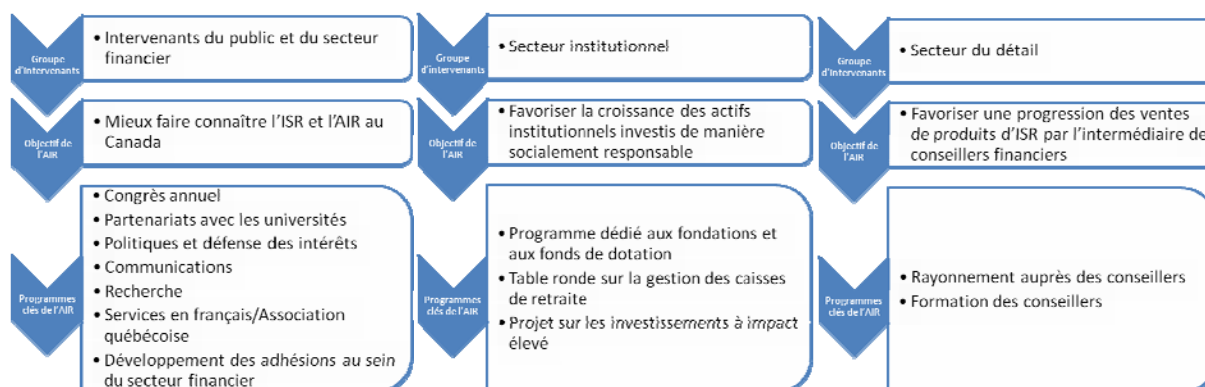 Groupe
d'intervenants
• Intervenants du public et du secteur
financier
Objectif de
l'AIR
• Mieux faire connaître l'ISR et l'AIR au
Canada
Programmes
clés de l'AIR
• Congrès annuel
• Partenariats avec les universités
• Politiques et défense des intérêts
• Communications
• Recherche
• Services en français/Association
québécoise
• Développement des adhésions au sein
du secteur financier
Groupe
d'intervenants
• Secteur institutionnel
Objectif de
l'AIR
• Favoriser la croissance des actifs
institutionnels investis de manière
socialement responsable
Programmes
clés de l'AIR
• Programme dédié aux fondations et
aux fonds de dotation
• Table ronde sur la gestion des caisses
de retraite
• Projet sur les investissements à impact
élevé
Groupe
d'intervenants
• Secteur du détail
Objectif de
l'AIR
• Favoriser une progression des ventes
de produits d'ISR par l'intermédiaire de
conseillers financiers
Programmes
clés de l'AIR
• Rayonnement auprès des conseillers
• Formation des conseillers